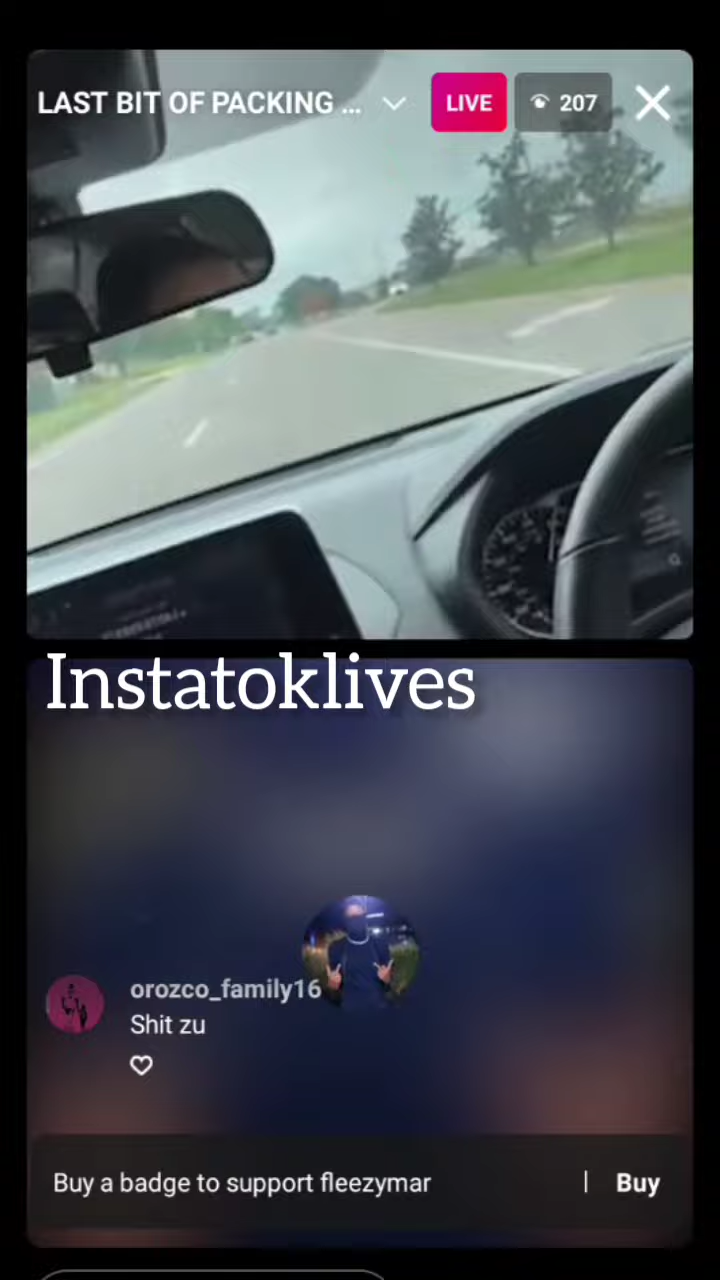 LAST BIT OF PACKING ...
LIVE
207
Instatoklives
orozco_family16
Shit zu
Buy a badge to support fleezymar
Buy